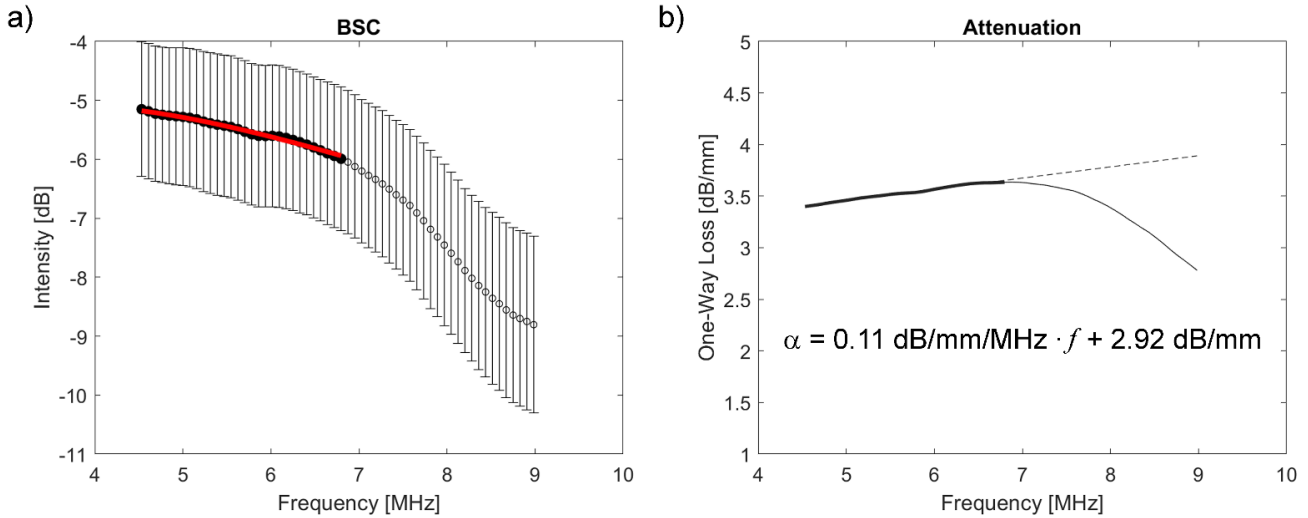 a)
BSC
-4
-5
-6
-7
-8
-9
-10
-11
Intensity [dB]
4 5 6 7 8 9 10
Frequency [MHz]
b)
Attenuation
5
4.5
4
3.5
3
2.5
2
1.5
1
One-Way Loss [dB/mm]
α = 0.11 dB/mm/MHz · f + 2.92 dB/mm
4 5 6 7 8 9 10
Frequency [MHz]